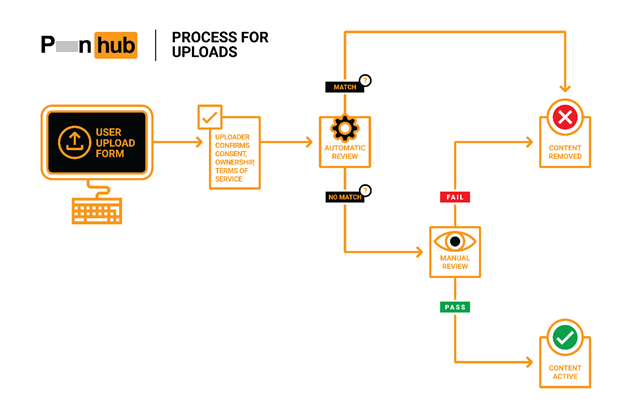 P n hub
PROCESS FOR
UPLOADS
MATCH
?
USER
UPLOAD
FORM
UPLOADER
CONFIRMS
CONSENT,
OWNERSHIP,
TERMS OF
SERVICE
AUTOMATIC
REVIEW
CONTENT
REMOVED
NO MATCH
?
FAIL
MANUAL
REVIEW
PASS
CONTENT
ACTIVE